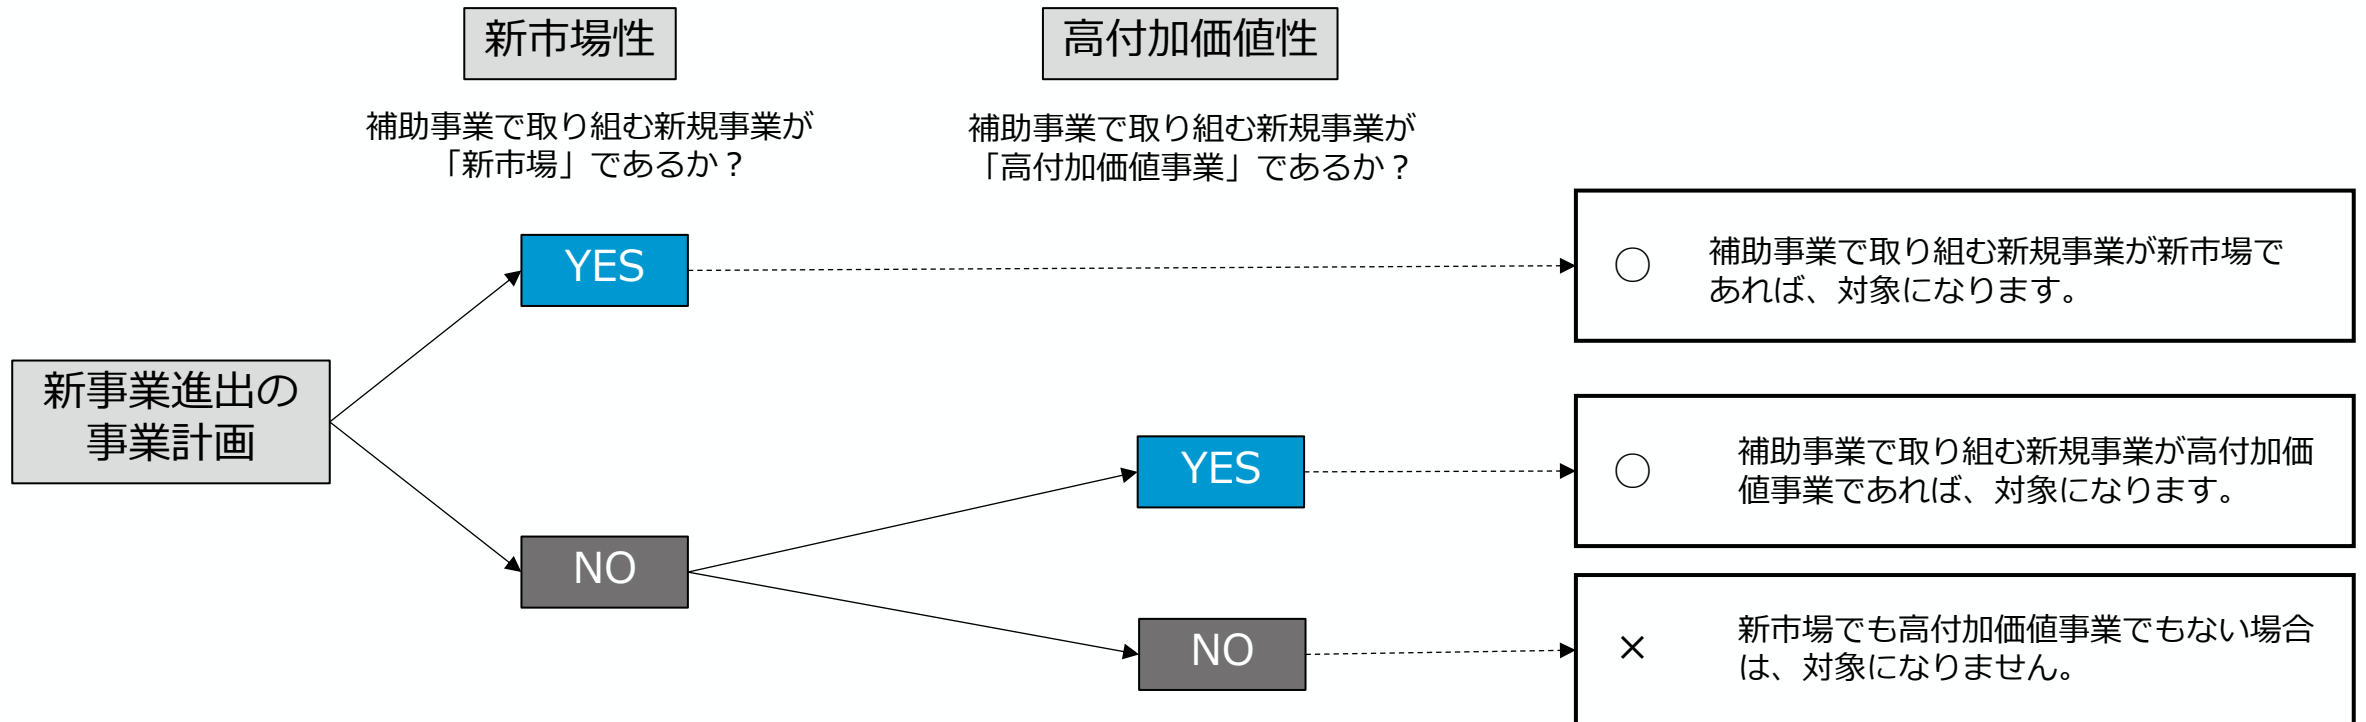 新市場性
高付加価値性
補助事業で取り組む新規事業が
「新市場」であるか？
補助事業で取り組む新規事業が
「高付加価値事業」であるか？
YES
〇
補助事業で取り組む新規事業が新市場で
あれば、対象になります。
新事業進出の
事業計画
YES
〇
補助事業で取り組む新規事業が高付加価
値事業であれば、対象になります。
NO
NO
×
新市場でも高付加価値事業でもない場合
は、対象になりません。